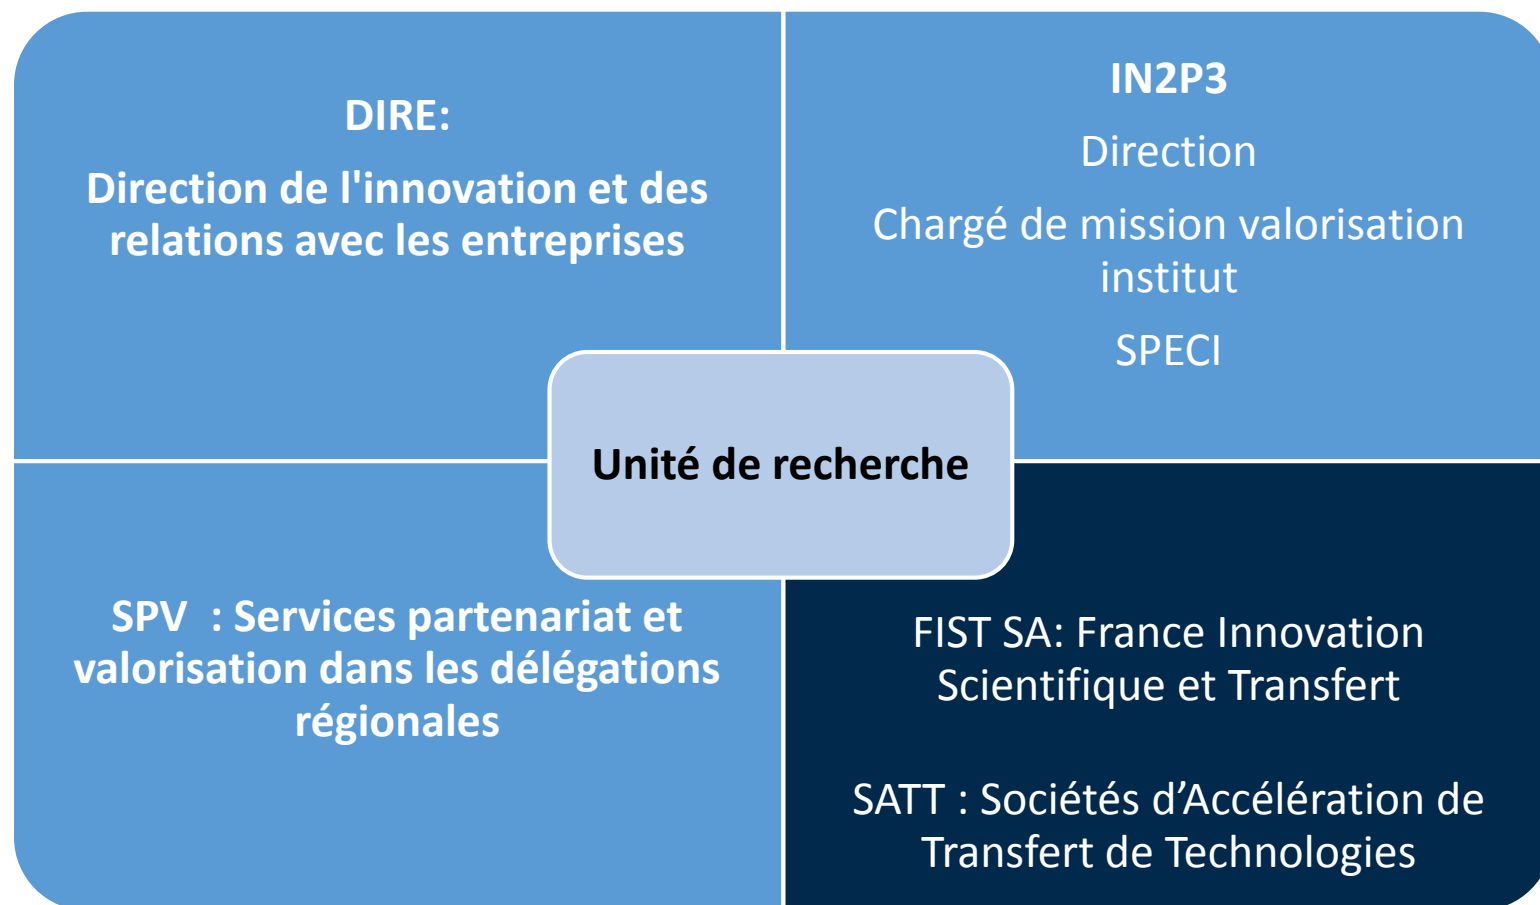 DIRE:
Direction de l'innovation et des
relations avec les entreprises
IN2P3
Direction
Chargé de mission valorisation
institut
SPECI
Unité de recherche
SPV  : Services partenariat et
valorisation dans les délégations
régionales
FIST SA: France Innovation
Scientifique et Transfert
SATT : Sociétés d’Accélération de
Transfert de Technologies